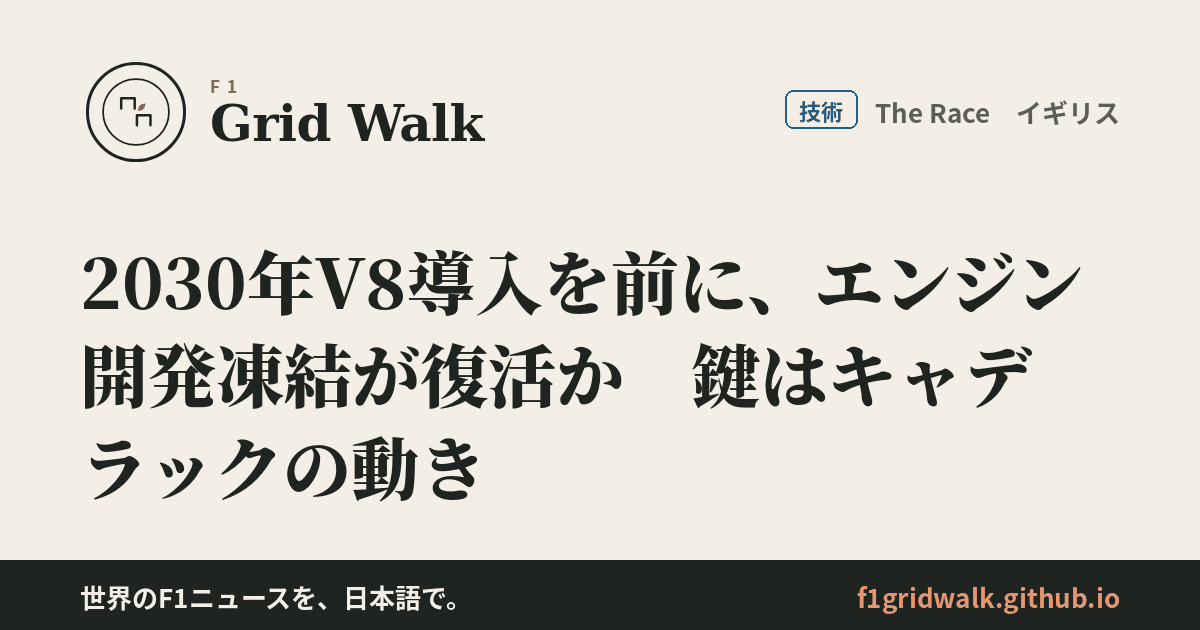 F1
Grid Walk
技術
The Race　イギリス
2030年V8導入を前に、エンジン
開発凍結が復活か　鍵はキャデ
ラックの動き
世界のF1ニュースを、日本語で。
f1gridwalk.github.io